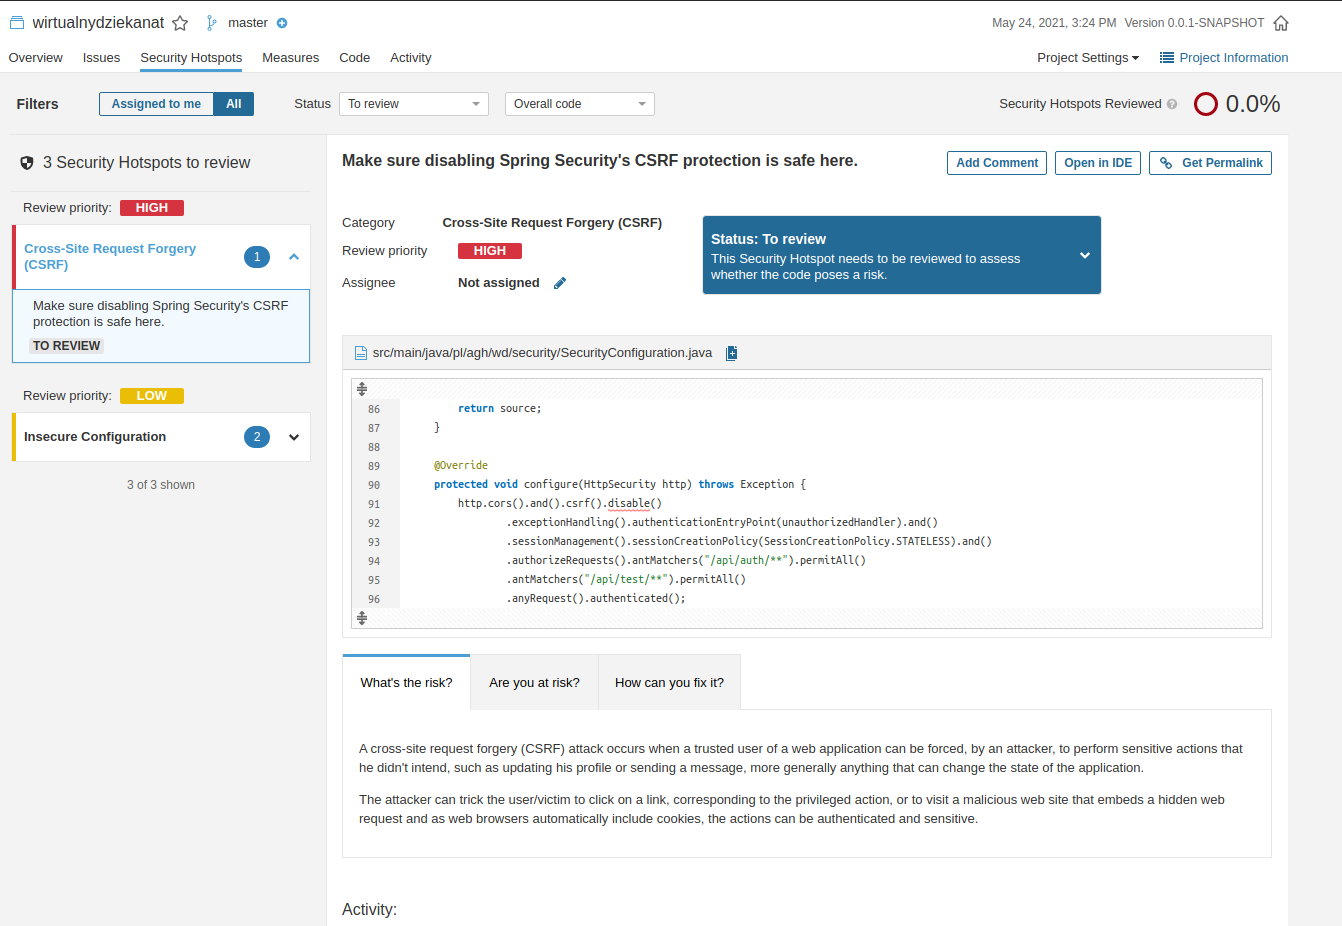 wirtualnydziekanat master May 24, 2021, 3:24 PM Version 0.0.1-SNAPSHOT
Overview Issues Security Hotspots Measures Code Activity Project Settings Project Information
Filters Assigned to me All Status To review Overall code Security Hotspots Reviewed ? 0.0%
3 Security Hotspots to review
Review priority: HIGH
Cross-Site Request Forgery
(CSRF)
1
Make sure disabling Spring Security's CSRF
protection is safe here.
TO REVIEW
Review priority: LOW
Insecure Configuration 2
3 of 3 shown
Make sure disabling Spring Security's CSRF protection is safe here.
Add Comment Open in IDE Get Permalink
Category Cross-Site Request Forgery (CSRF)
Review priority HIGH
Assignee Not assigned
Status: To review
This Security Hotspot needs to be reviewed to assess
whether the code poses a risk.
src/main/java/pl/agh/wd/security/SecurityConfiguration.java
86 return source;
87 }
88
89 @Override
90 protected void configure(HttpSecurity http) throws Exception {
91 http.cors().and().csrf().disable()
92 .exceptionHandling().authenticationEntryPoint(unauthorizedHandler).and()
93 .sessionManagement().sessionCreationPolicy(SessionCreationPolicy.STATELESS).and()
94 .authorizeRequests().antMatchers("/api/auth/**").permitAll()
95 .antMatchers("/api/test/**").permitAll()
96 .anyRequest().authenticated();
What's the risk? Are you at risk? How can you fix it?
A cross-site request forgery (CSRF) attack occurs when a trusted user of a web application can be forced, by an attacker, to perform sensitive actions that
he didn't intend, such as updating his profile or sending a message, more generally anything that can change the state of the application.
The attacker can trick the user/victim to click on a link, corresponding to the privileged action, or to visit a malicious web site that embeds a hidden web
request and as web browsers automatically include cookies, the actions can be authenticated and sensitive.
Activity: